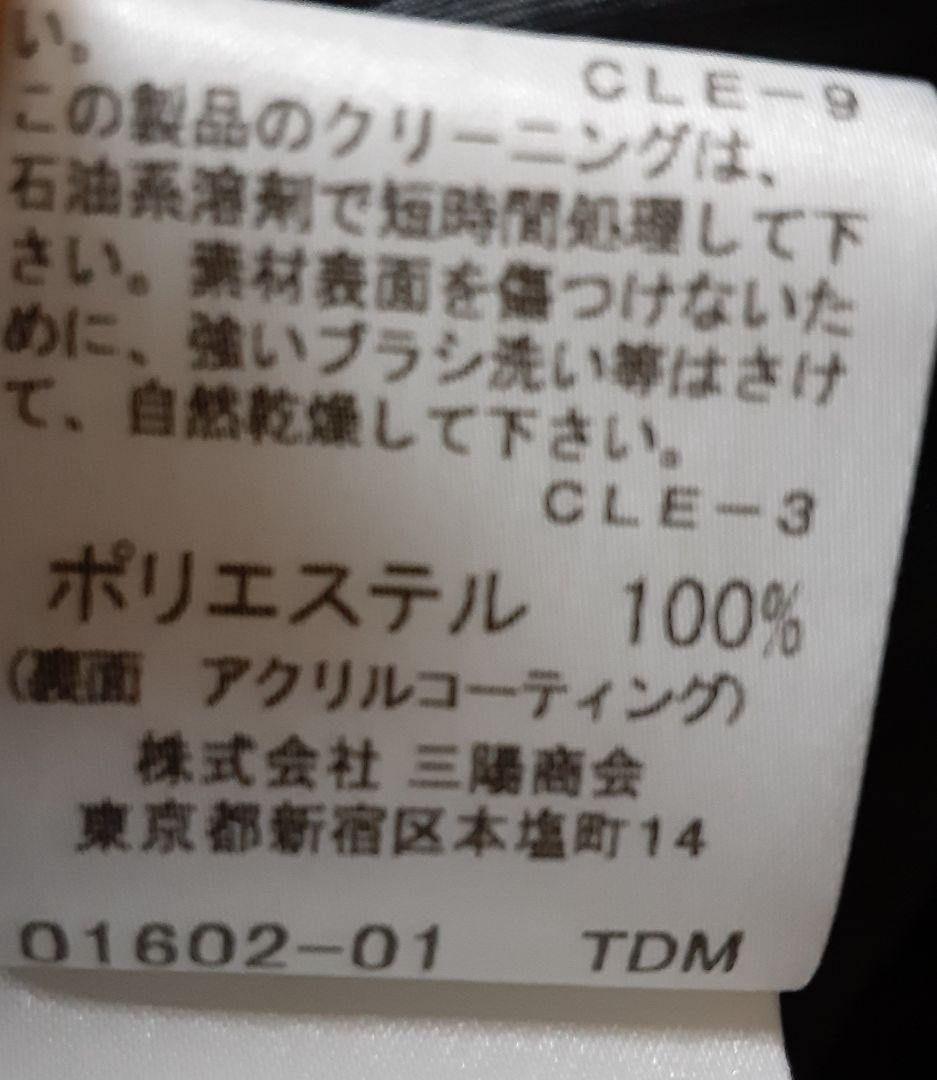 い。
CLE-9
この製品のクリーニングは、
石油系溶剤で短時間処理して下
さい。素材表面を傷つけないた
めに、強いブラシ洗い等はさけ
て、自然乾燥して下さい。
CLE-3
ポリエステル 100%
(裏面 アクリルコーティング)
株式会社 三陽商会
東京都新宿区本塩町14
01602-01 TDM